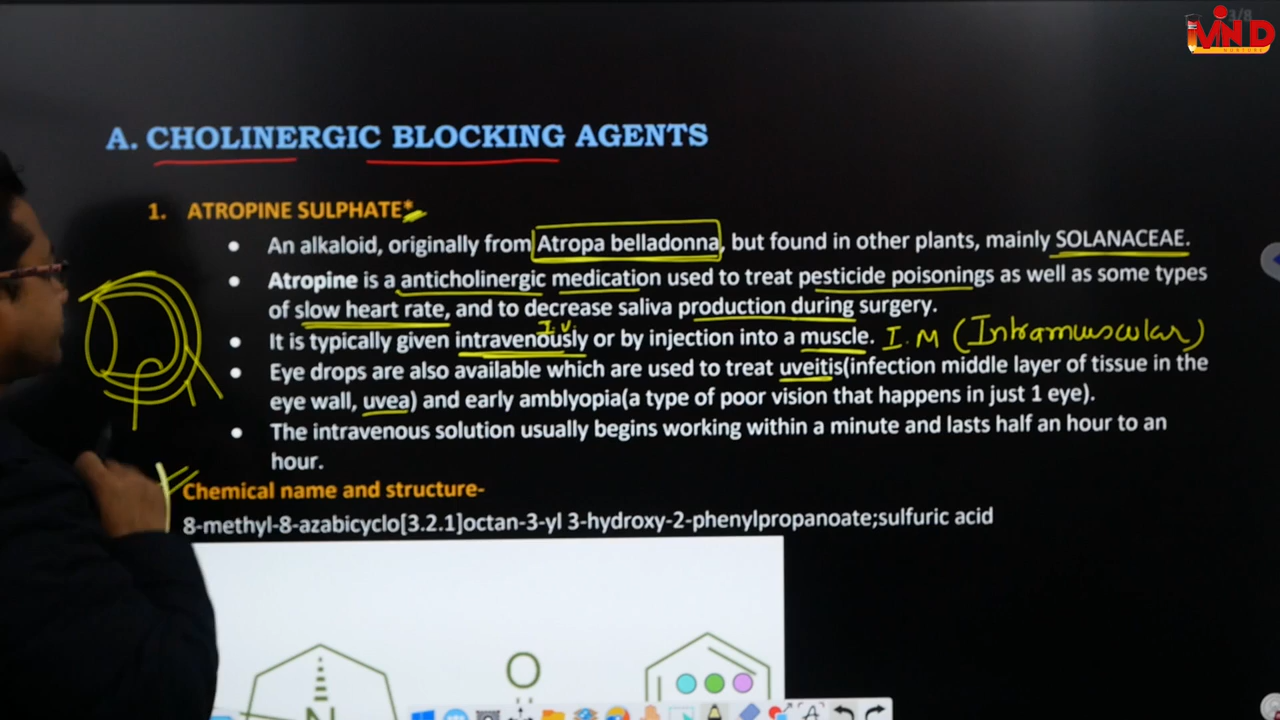 3/8
MIND
NURTURE
A. CHOLINERGIC BLOCKING AGENTS
1. ATROPINE SULPHATE*
• An alkaloid, originally from Atropa belladonna, but found in other plants, mainly SOLANACEAE.
• Atropine is a anticholinergic medication used to treat pesticide poisonings as well as some types
of slow heart rate, and to decrease saliva production during surgery.
I.V.
• It is typically given intravenously or by injection into a muscle. I.M (Intramuscular)
• Eye drops are also available which are used to treat uveitis(infection middle layer of tissue in the
eye wall, uvea) and early amblyopia(a type of poor vision that happens in just 1 eye).
• The intravenous solution usually begins working within a minute and lasts half an hour to an
hour.
Chemical name and structure-
8-methyl-8-azabicyclo[3.2.1]octan-3-yl 3-hydroxy-2-phenylpropanoate;sulfuric acid
O
N